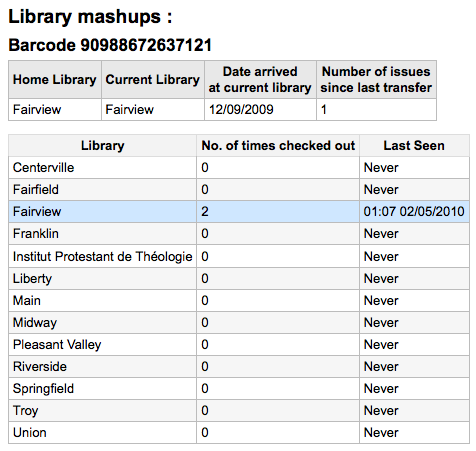 Library mashups :
Barcode 90988672637121
Home Library Current Library Date arrived at current library Number of issues since last transfer
Fairview Fairview 12/09/2009 1
Library No. of times checked out Last Seen
Centerville 0 Never
Fairfield 0 Never
Fairview 2 01:07 02/05/2010
Franklin 0 Never
Institut Protestant de Théologie 0 Never
Liberty 0 Never
Main 0 Never
Midway 0 Never
Pleasant Valley 0 Never
Riverside 0 Never
Springfield 0 Never
Troy 0 Never
Union 0 Never